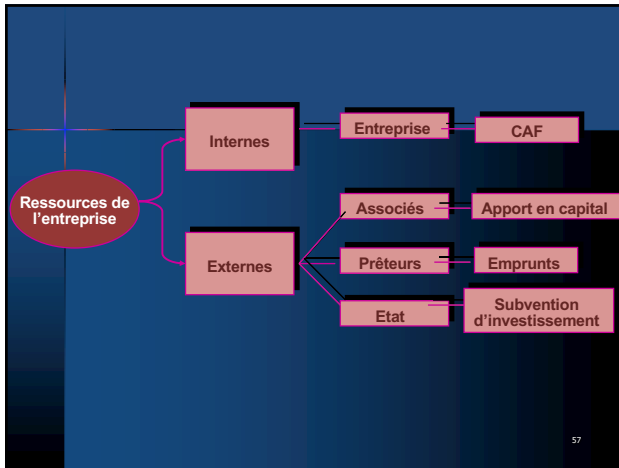 Ressources de
l'entreprise
Internes
Entreprise
CAF
Externes
Associés
Apport en capital
Prêteurs
Emprunts
Etat
Subvention
d'investissement
57